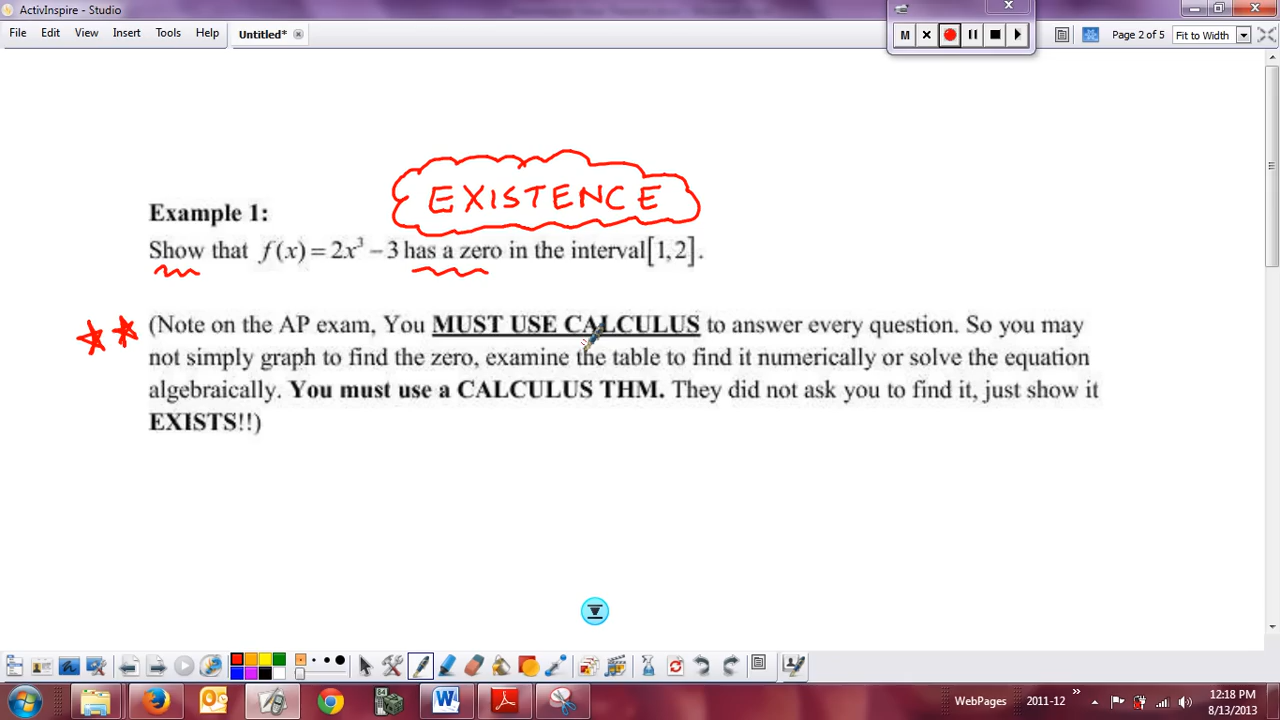 ActivInspire - Studio
File Edit View Insert Tools Help Untitled*
M
Page 2 of 5 Fit to Width
EXISTENCE
Example 1:
Show that f(x) = 2x³ − 3 has a zero in the interval [1, 2].
(Note on the AP exam, You MUST USE CALCULUS to answer every question. So you may
not simply graph to find the zero, examine the table to find it numerically or solve the equation
algebraically. You must use a CALCULUS THM. They did not ask you to find it, just show it
EXISTS!!)
WebPages 2011-12 »
12:18 PM
8/13/2013